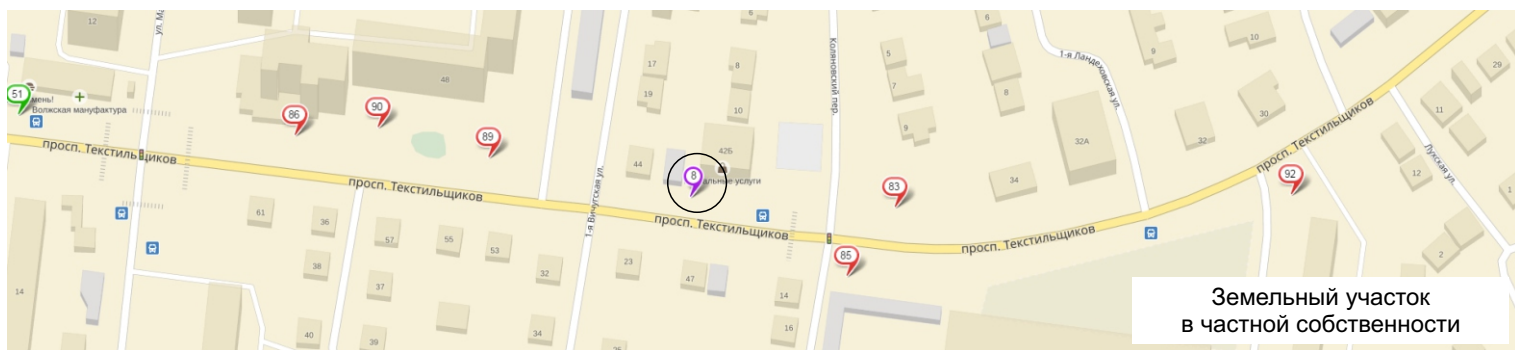 12
ул. Ма
51
мень!
Волжская мануфактура
86
90
48
89
просп. Текстильщиков
просп. Текстильщиков
просп. Текстильщиков
просп. Текстильщиков
просп. Текстильщиков
17
19
44
6
8
10
42Б
8
альные услуги
1-я Вичугская ул.
Коляновский пер.
5
7
9
83
85
6
8
9
10
1-я Ландеховская ул.
32А
34
32
30
29
11
12
1
2
92
Лухская ул.
61
36
57
55
53
32
38
37
40
39
34
14
23
47
14
16
Земельный участок
в частной собственности